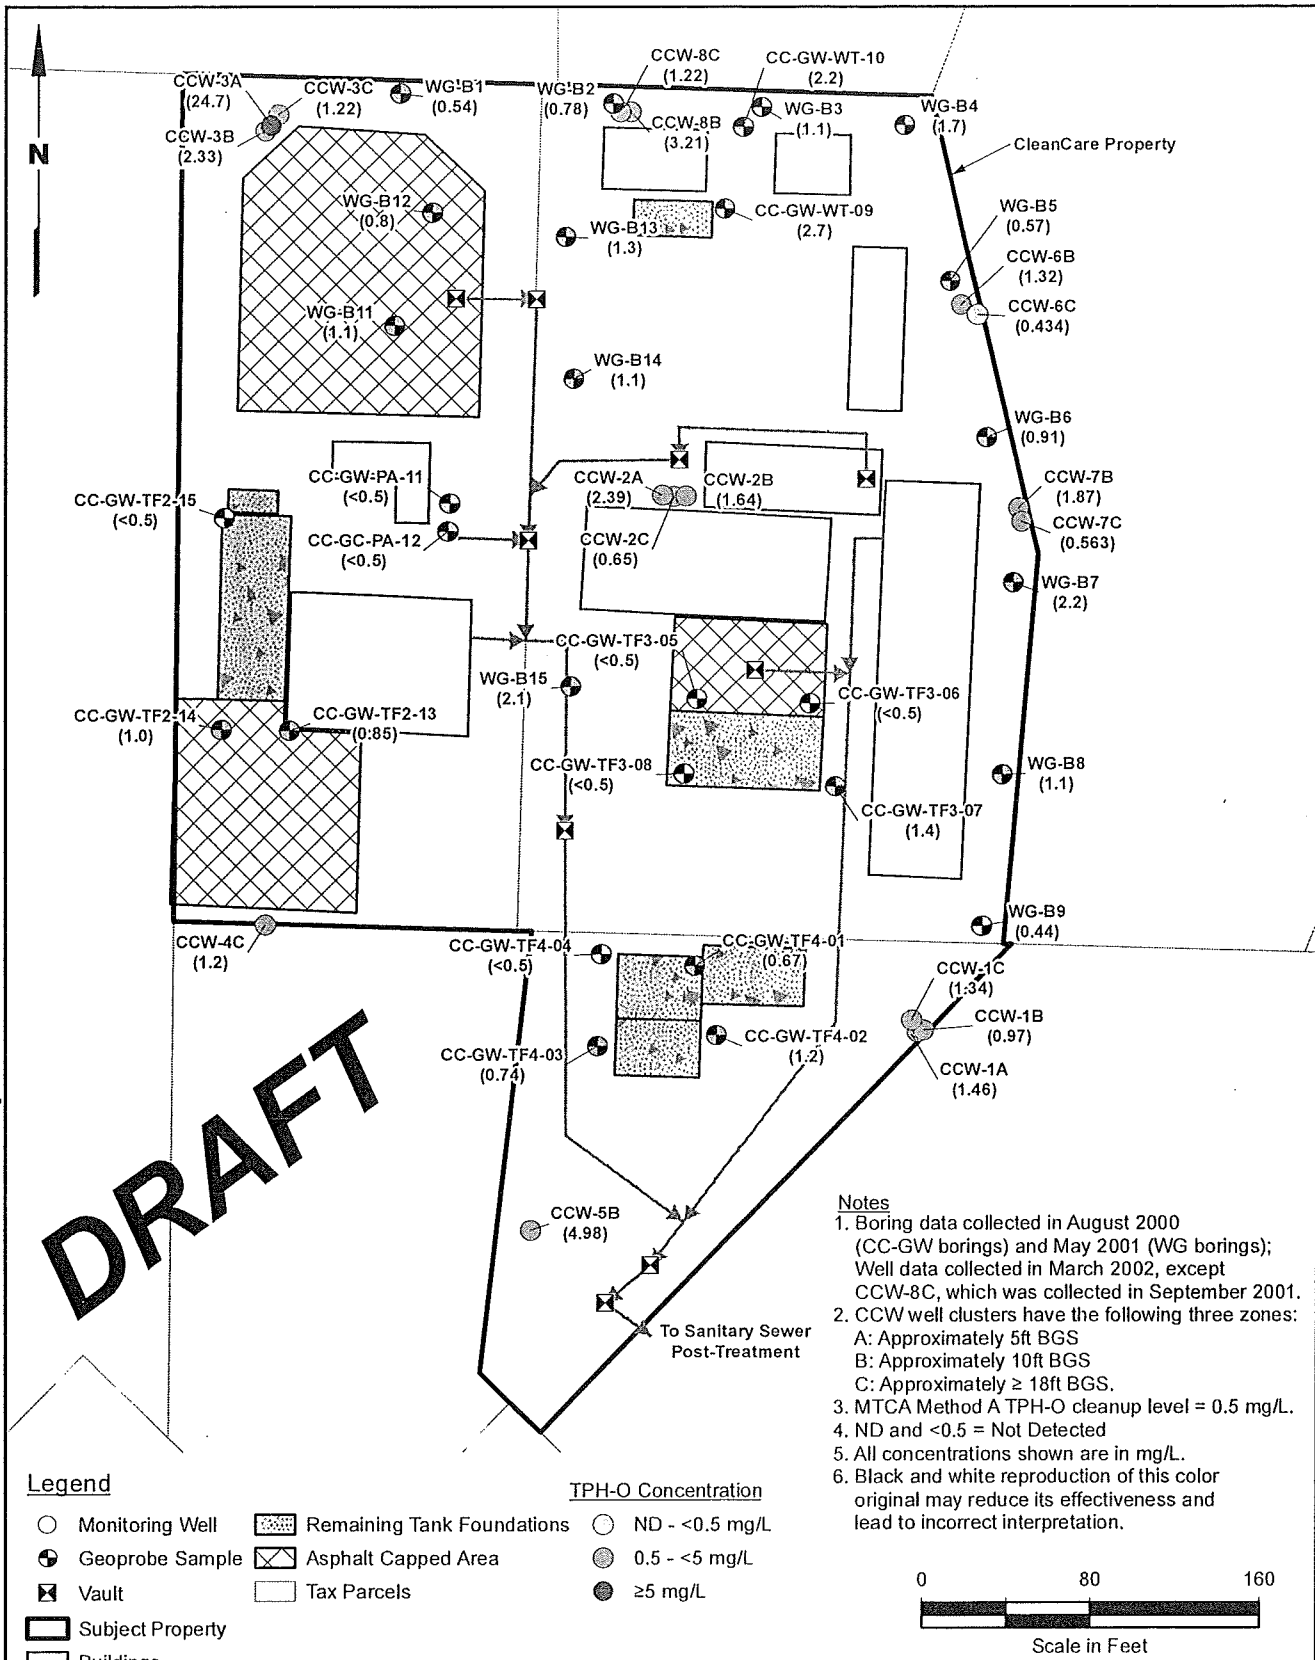 CCW-8C
(1.22)
CC-GW-WT-10
(2.2)
CCW-3A
(24.7)
CCW-3C
(1.22)
WG-B1
(0.54)
WG-B2
(0.78)
WG-B3
(1.1)
WG-B4
(1.7)
CCW-3B
(2.33)
CCW-8B
(3.21)
CleanCare Property
N
WG-B12
(0.8)
CC-GW-WT-09
(2.7)
WG-B5
(0.57)
WG-B13
(1.3)
CCW-6B
(1.32)
CCW-6C
(0.434)
WG-B11
(1.1)
WG-B14
(1.1)
WG-B6
(0.91)
CC-GW-PA-11
(<0.5)
CCW-2A
(2.39)
CCW-2B
(1.64)
CCW-7B
(1.87)
CC-GW-TF2-15
(<0.5)
CCW-7C
(0.563)
CC-GC-PA-12
(<0.5)
CCW-2C
(0.65)
WG-B7
(2.2)
CC-GW-TF3-05
(<0.5)
WG-B15
(2.1)
CC-GW-TF3-06
(<0.5)
CC-GW-TF2-14
(1.0)
CC-GW-TF2-13
(0.85)
CC-GW-TF3-08
(<0.5)
WG-B8
(1.1)
CC-GW-TF3-07
(1.4)
WG-B9
(0.44)
CCW-4C
(1.2)
CC-GW-TF4-04
(<0.5)
CC-GW-TF4-01
(0.67)
CCW-1C
(1.34)
CCW-1B
(0.97)
CC-GW-TF4-03
(0.74)
CC-GW-TF4-02
(1.2)
CCW-1A
(1.46)
DRAFT
CCW-5B
(4.98)
To Sanitary Sewer
Post-Treatment
Notes
1. Boring data collected in August 2000
(CC-GW borings) and May 2001 (WG borings);
Well data collected in March 2002, except
CCW-8C, which was collected in September 2001.
2. CCW well clusters have the following three zones:
A: Approximately 5ft BGS
B: Approximately 10ft BGS
C: Approximately ≥ 18ft BGS.
3. MTCA Method A TPH-O cleanup level = 0.5 mg/L.
4. ND and <0.5 = Not Detected
5. All concentrations shown are in mg/L.
6. Black and white reproduction of this color
original may reduce its effectiveness and
lead to incorrect interpretation.
Legend
Monitoring Well
Geoprobe Sample
Vault
Subject Property
Buildings
Remaining Tank Foundations
Asphalt Capped Area
Tax Parcels
TPH-O Concentration
ND - <0.5 mg/L
0.5 - <5 mg/L
≥5 mg/L
0 80 160
Scale in Feet